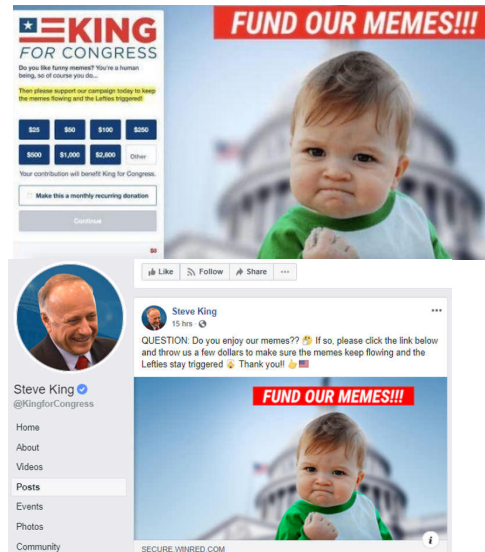 KING
FOR CONGRESS
Do you like funny memes? You're a human
being, so of course you do...
Then please support our campaign today to keep
the memes flowing and the Lefties triggered!
$25 $50 $100 $250
$500 $1,000 $2,800 Other
Your contribution will benefit King for Congress.
Make this a monthly recurring donation
Continue
FUND OUR MEMES!!!
Like Follow Share ...
Steve King
15 hrs
QUESTION: Do you enjoy our memes?? 🤔 If so, please click the link below
and throw us a few dollars to make sure the memes keep flowing and the
Lefties stay triggered Thank you!! 👍 🇺🇸
FUND OUR MEMES!!!
SECURE.WINRED.COM
i
Steve King
@KingforCongress
Home
About
Videos
Posts
Events
Photos
Community